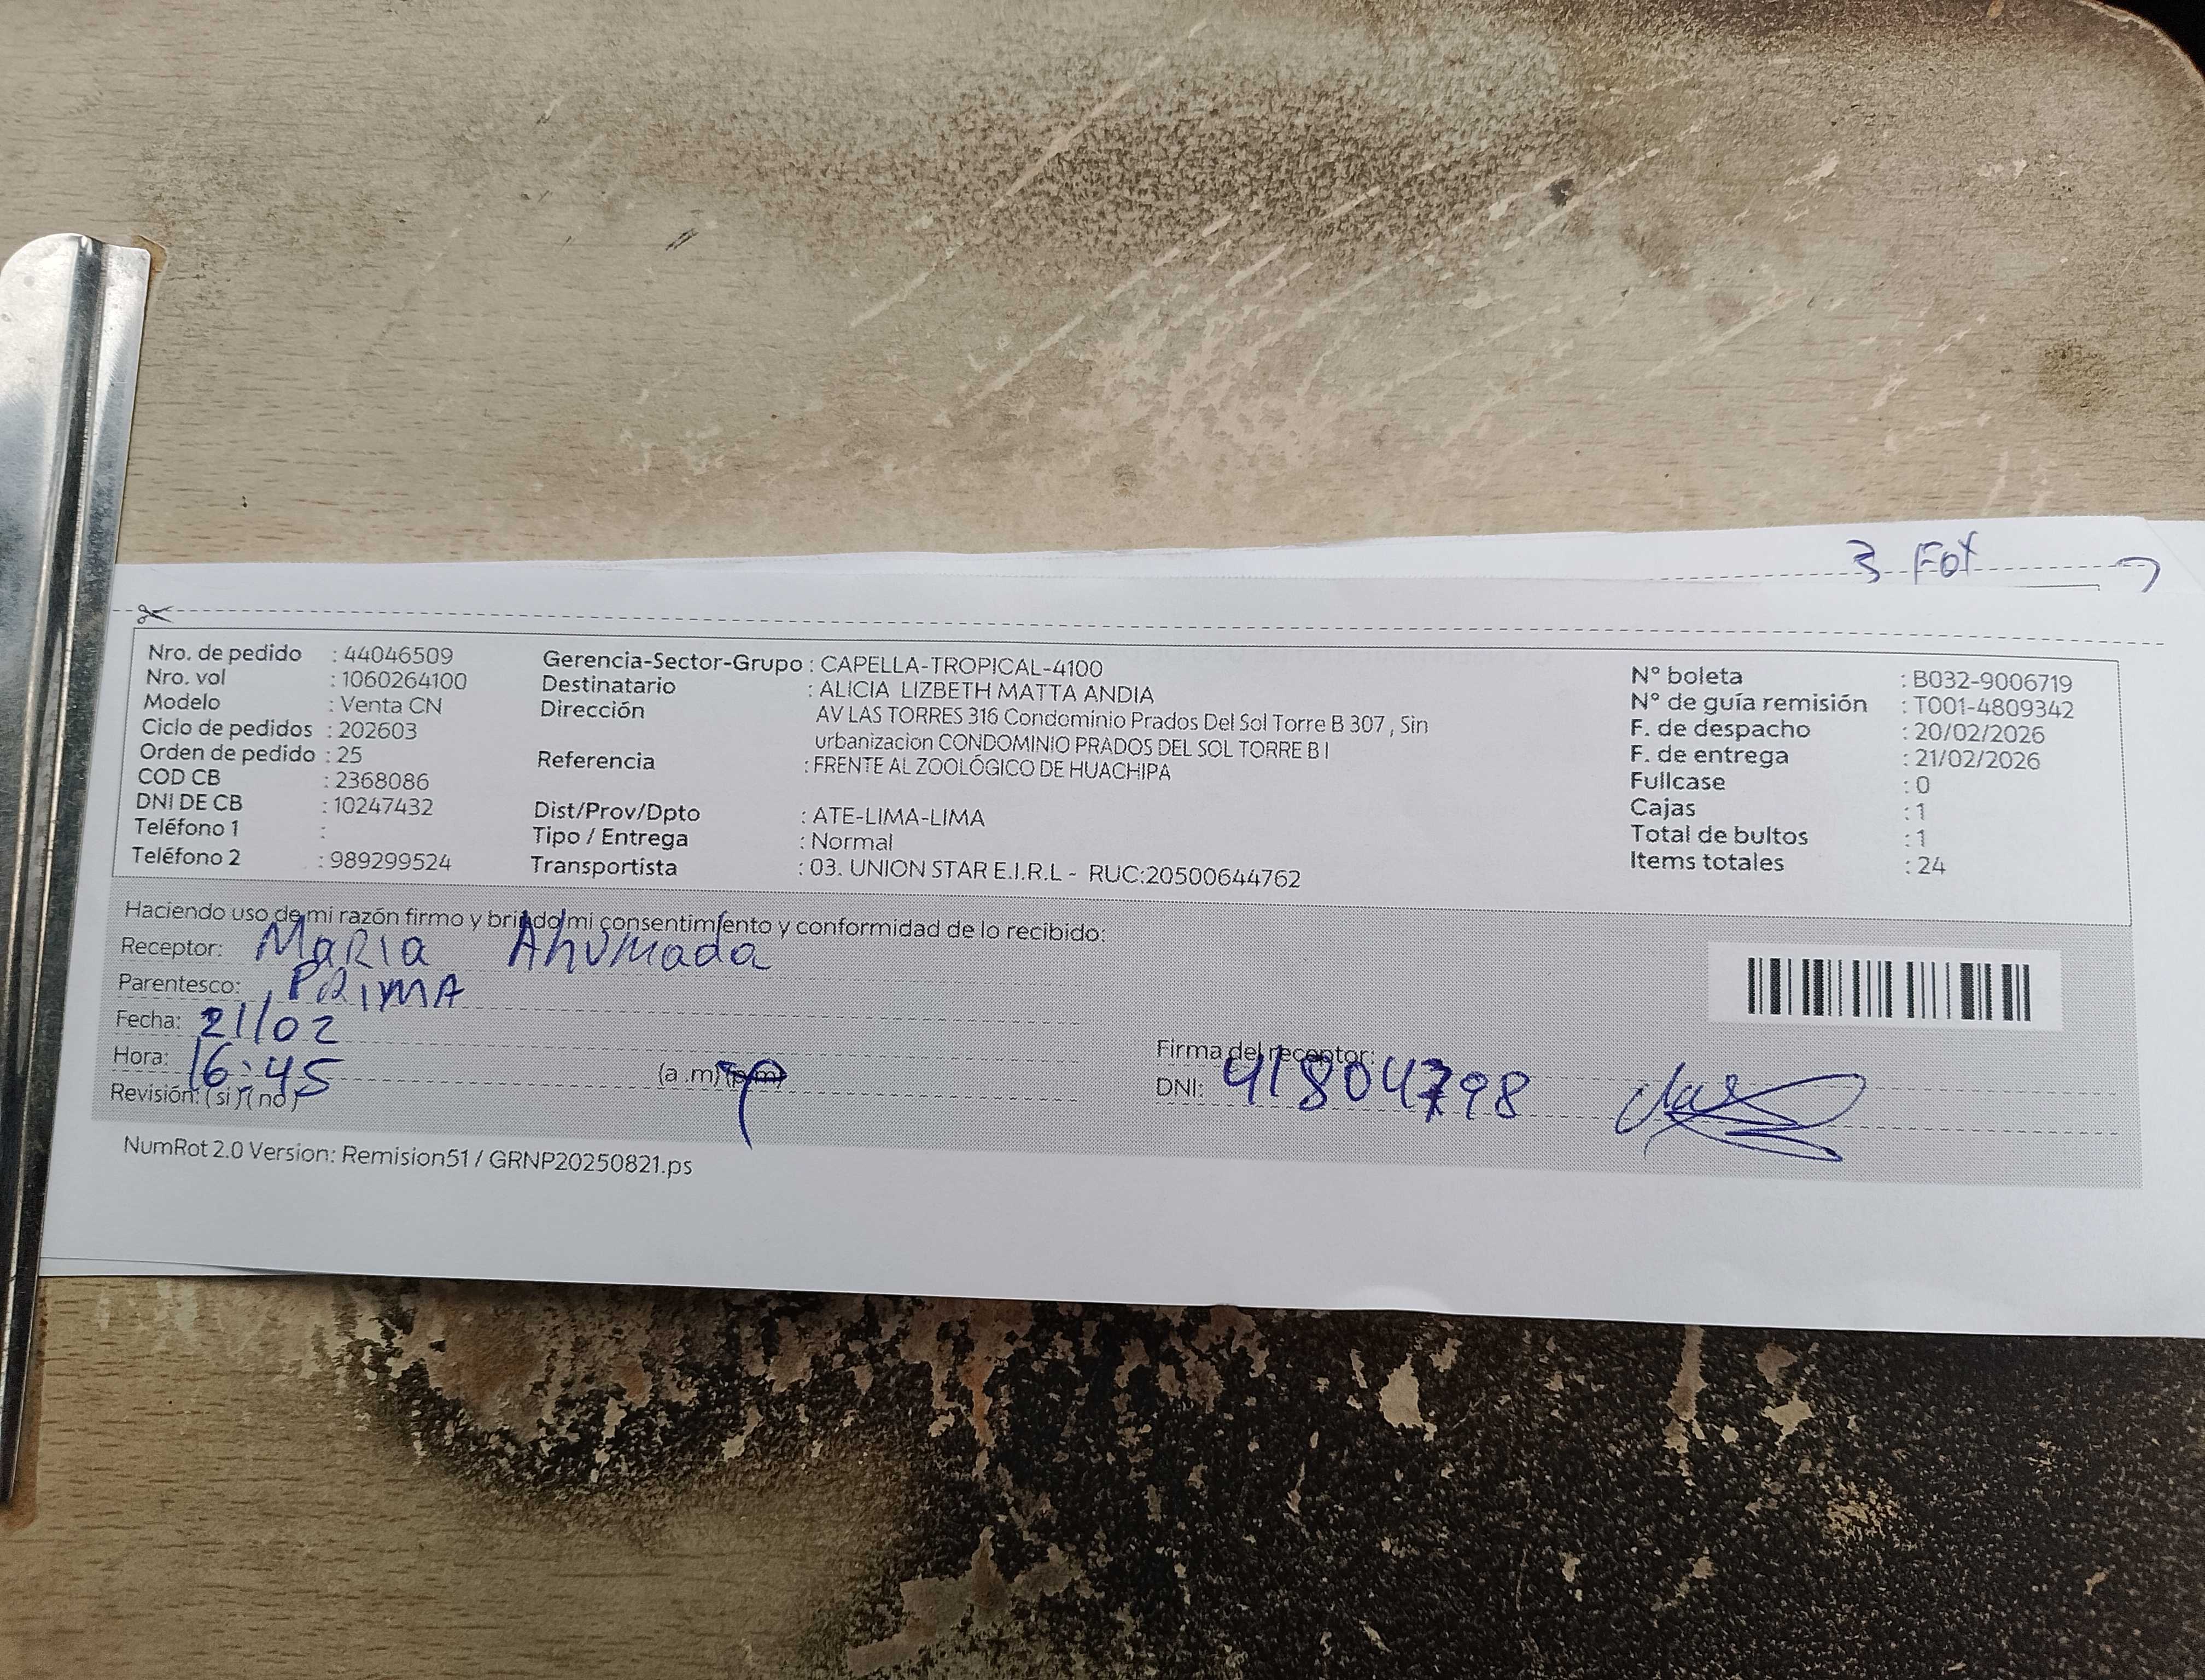 3 Fot
Nro. de pedido : 44046509
Nro. vol : 1060264100
Modelo : Venta CN
Ciclo de pedidos : 202603
Orden de pedido : 25
COD CB : 2368086
DNI DE CB : 10247432
Teléfono 1 :
Teléfono 2 : 989299524
Gerencia-Sector-Grupo : CAPELLA-TROPICAL-4100
Destinatario : ALICIA LIZBETH MATTA ANDIA
Dirección AV LAS TORRES 316 Condominio Prados Del Sol Torre B 307 , Sin
urbanizacion CONDOMINIO PRADOS DEL SOL TORRE B I
Referencia : FRENTE AL ZOOLÓGICO DE HUACHIPA
Dist/Prov/Dpto : ATE-LIMA-LIMA
Tipo / Entrega : Normal
Transportista : 03. UNION STAR E.I.R.L - RUC:20500644762
N° boleta : B032-9006719
N° de guía remisión : T001-4809342
F. de despacho : 20/02/2026
F. de entrega : 21/02/2026
Fullcase : 0
Cajas : 1
Total de bultos : 1
Items totales : 24
Haciendo uso de mi razón firmo y brindo mi consentimiento y conformidad de lo recibido:
Receptor: MaRIa Ahumada
Parentesco: PRIMA
Fecha: 21/02
Hora: 16:45 (a .m) (p.m)
Revisión: ( si ) ( no )
Firma del receptor:
DNI: 41804798
NumRot 2.0 Version: Remision51 / GRNP20250821.ps